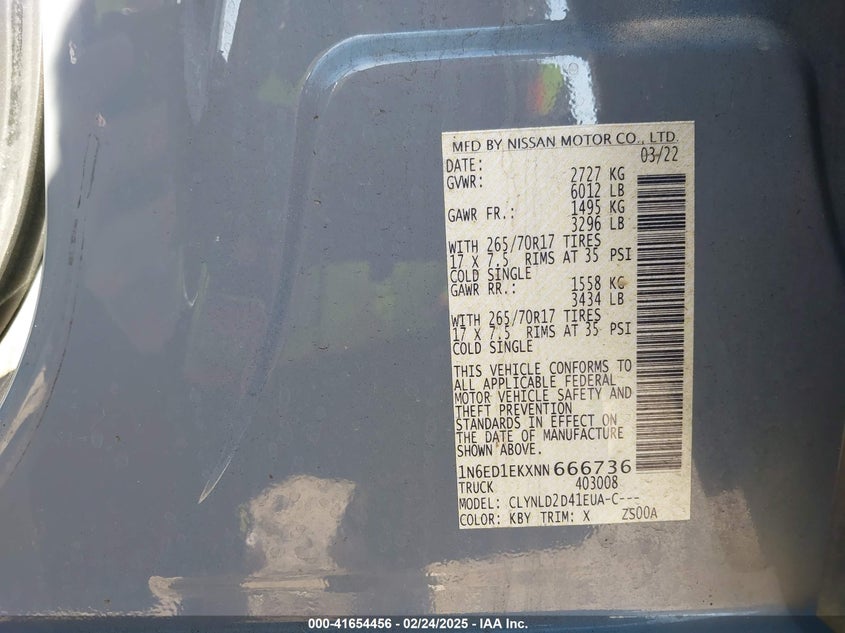 MFD BY NISSAN MOTOR CO., LTD.
DATE: 03/22
GVWR: 2727 KG
6012 LB
GAWR FR.: 1495 KG
3296 LB
WITH 265/70R17 TIRES
17 X 7.5 RIMS AT 35 PSI
COLD SINGLE
GAWR RR.: 1558 KG
3434 LB
WITH 265/70R17 TIRES
17 X 7.5 RIMS AT 35 PSI
COLD SINGLE
THIS VEHICLE CONFORMS TO
ALL APPLICABLE FEDERAL
MOTOR VEHICLE SAFETY AND
THEFT PREVENTION
STANDARDS IN EFFECT ON
THE DATE OF MANUFACTURE
SHOWN ABOVE.
1N6ED1EKXNN666736
TRUCK 403008
MODEL: CLYNLD2D41EUA-C---
COLOR: KBY TRIM: X ZS00A
000-41654456 - 02/24/2025 - IAA Inc.